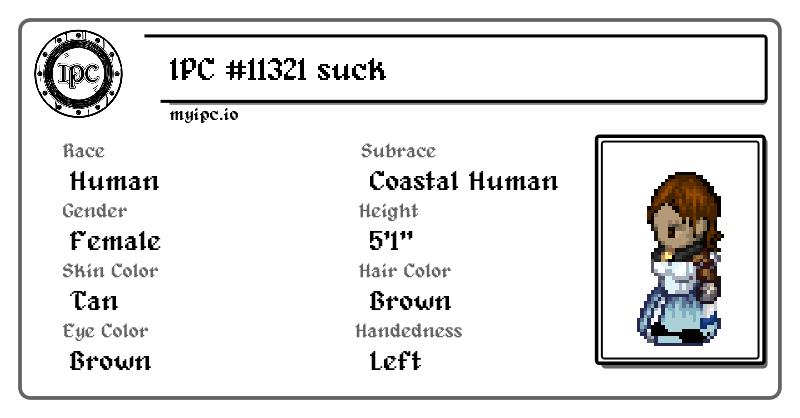 IPC
IPC #11321 suck
myipc.io
Race
Human
Subrace
Coastal Human
Gender
Female
Height
5'1"
Skin Color
Tan
Hair Color
Brown
Eye Color
Brown
Handedness
Left